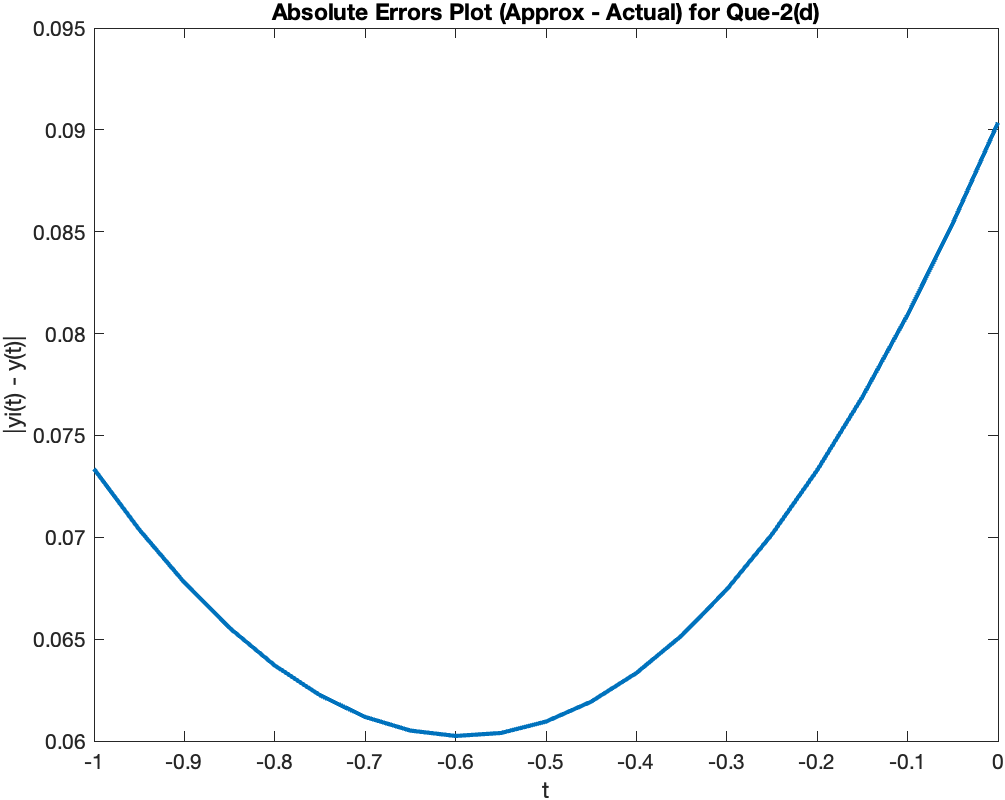 Absolute Errors Plot (Approx - Actual) for Que-2(d)
0.095
0.09
0.085
0.08
0.075
0.07
0.065
0.06
|yi(t) - y(t)|
-1 -0.9 -0.8 -0.7 -0.6 -0.5 -0.4 -0.3 -0.2 -0.1 0
t